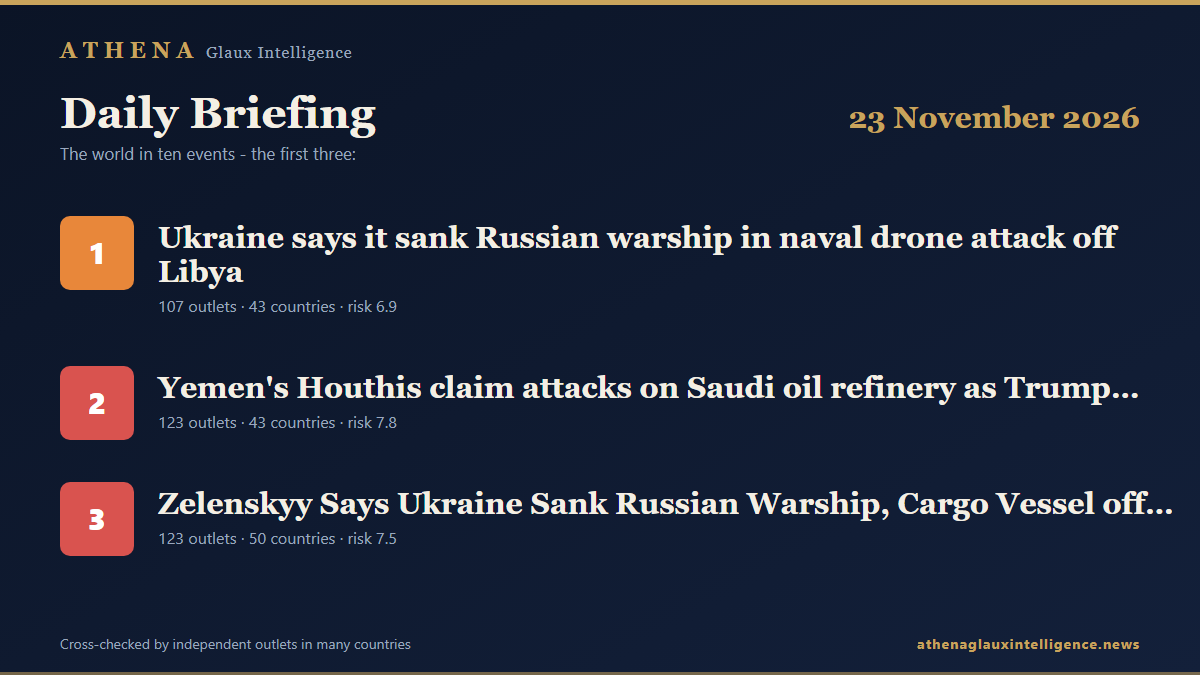 ATHENA Glaux Intelligence
Daily Briefing
23 November 2026
The world in ten events - the first three:
1
Ukraine says it sank Russian warship in naval drone attack off
Libya
107 outlets · 43 countries · risk 6.9
2
Yemen's Houthis claim attacks on Saudi oil refinery as Trump...
123 outlets · 43 countries · risk 7.8
3
Zelenskyy Says Ukraine Sank Russian Warship, Cargo Vessel off...
123 outlets · 50 countries · risk 7.5
Cross-checked by independent outlets in many countries
athenaglauxintelligence.news